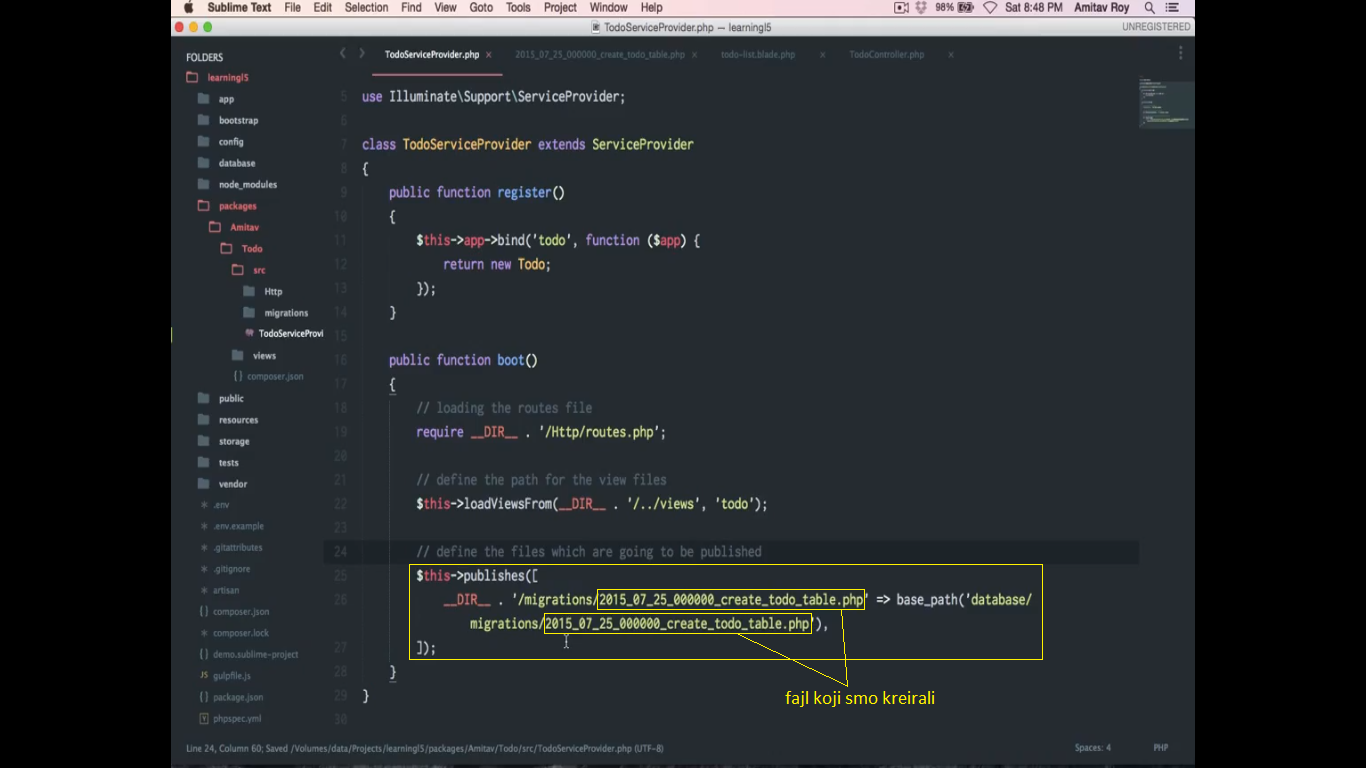 Sublime Text File Edit Selection Find View Goto Tools Project Window Help 98% Sat 8:48 PM Amitav Roy
TodoServiceProvider.php — learningl5 UNREGISTERED
FOLDERS
learningl5
app
bootstrap
config
database
node_modules
packages
Amitav
Todo
src
Http
migrations
TodoServiceProvi
views
composer.json
public
resources
storage
tests
vendor
.env
.env.example
.gitattributes
.gitignore
artisan
composer.json
composer.lock
demo.sublime-project
gulpfile.js
package.json
phpspec.yml
TodoServiceProvider.php 2015_07_25_000000_create_todo_table.php todo-list.blade.php TodoController.php
5 use Illuminate\Support\ServiceProvider;
6
7 class TodoServiceProvider extends ServiceProvider
8 {
9 public function register()
10 {
11 $this->app->bind('todo', function ($app) {
12 return new Todo;
13 });
14 }
15
16 public function boot()
17 {
18 // loading the routes file
19 require __DIR__ . '/Http/routes.php';
20
21 // define the path for the view files
22 $this->loadViewsFrom(__DIR__ . '/../views', 'todo');
23
24 // define the files which are going to be published
25 $this->publishes([
26 __DIR__ . '/migrations/2015_07_25_000000_create_todo_table.php' => base_path('database/
migrations/2015_07_25_000000_create_todo_table.php'),
27 ]);
28 }
29 }
30
fajl koji smo kreirali
Line 24, Column 60; Saved /Volumes/data/Projects/learningl5/packages/Amitav/Todo/src/TodoServiceProvider.php (UTF-8) Spaces: 4 PHP